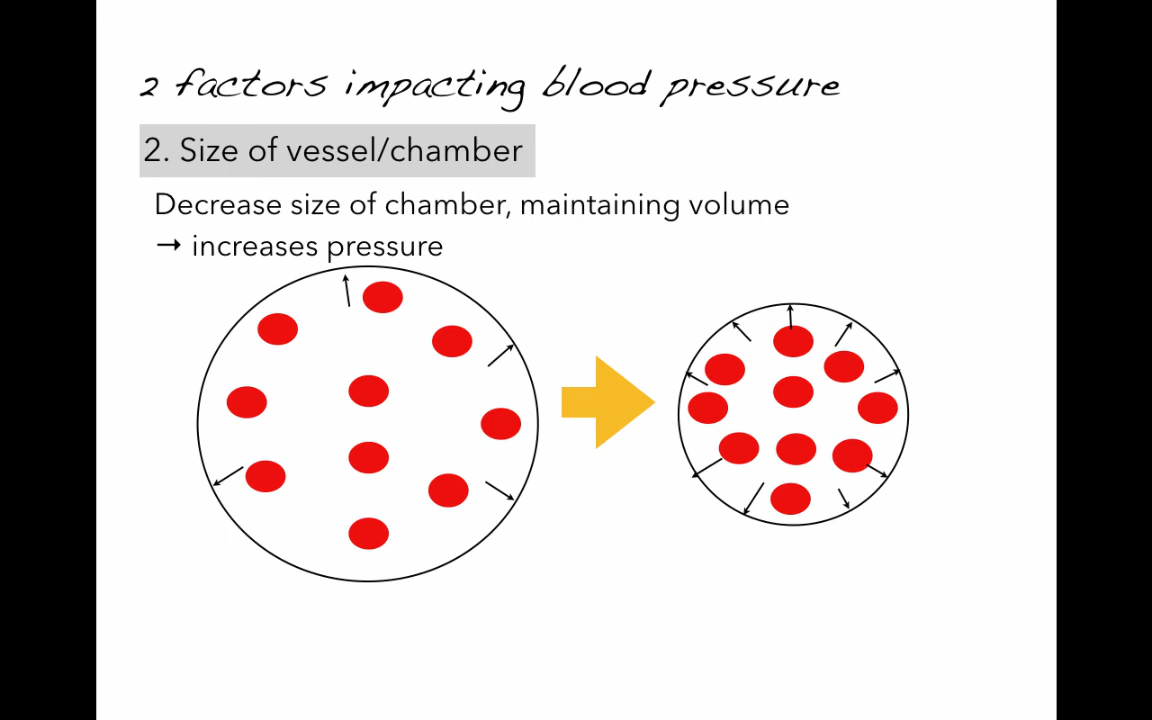 2 factors impacting blood pressure
2. Size of vessel/chamber
Decrease size of chamber, maintaining volume
→ increases pressure